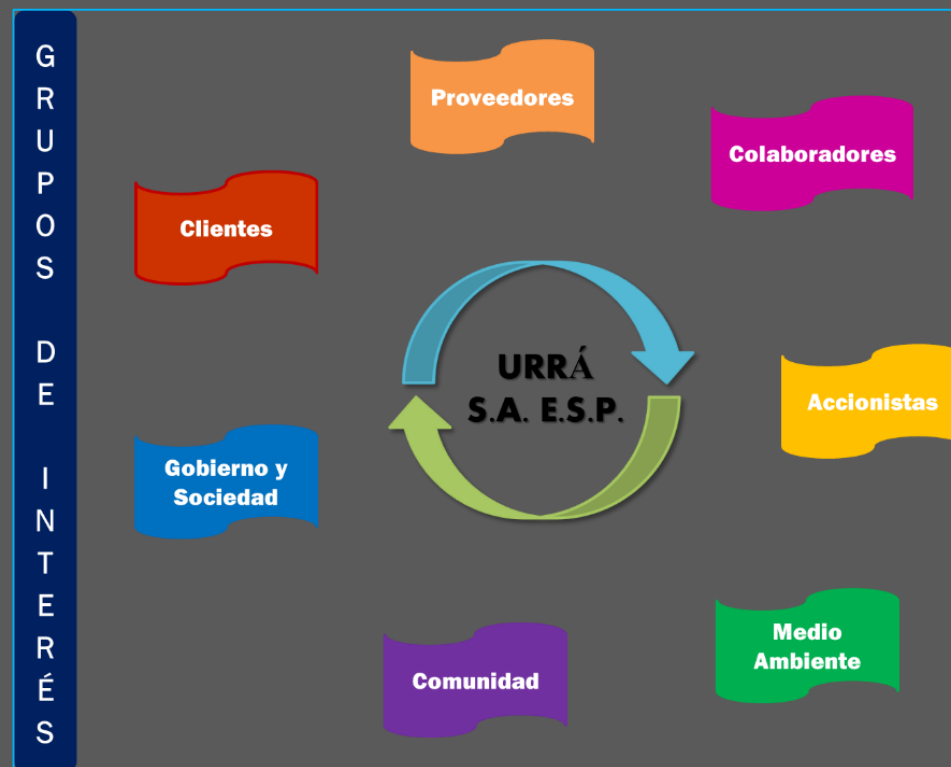 GRUPOS DE INTERÉS
Proveedores
Colaboradores
Clientes
URRÁ
S.A. E.S.P.
Accionistas
Gobierno y
Sociedad
Medio
Ambiente
Comunidad